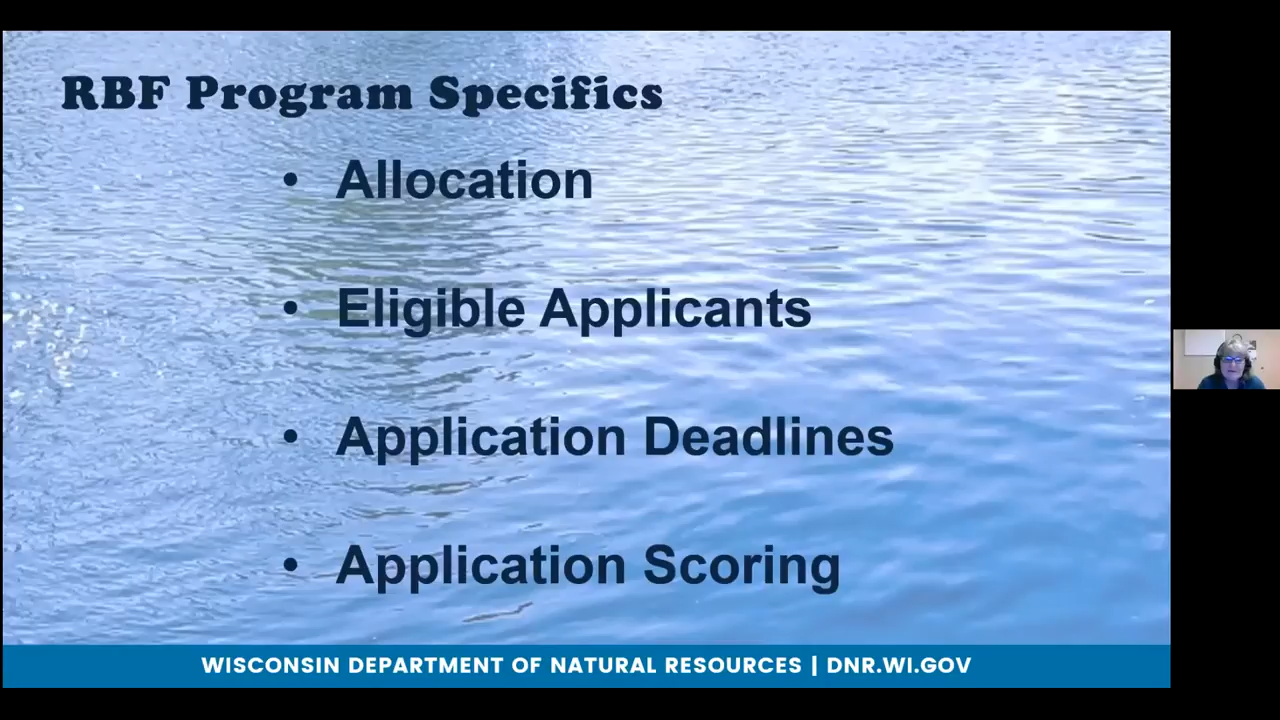 RBF Program Specifics
• Allocation
• Eligible Applicants
• Application Deadlines
• Application Scoring
WISCONSIN DEPARTMENT OF NATURAL RESOURCES | DNR.WI.GOV